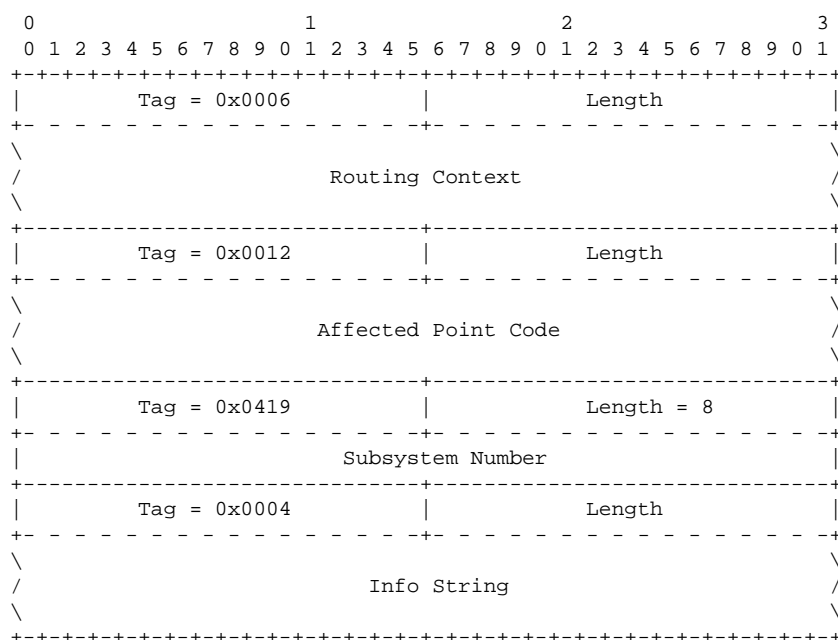 0                   1                   2                   3
0 1 2 3 4 5 6 7 8 9 0 1 2 3 4 5 6 7 8 9 0 1 2 3 4 5 6 7 8 9 0 1
+-+-+-+-+-+-+-+-+-+-+-+-+-+-+-+-+-+-+-+-+-+-+-+-+-+-+-+-+-+-+-+-+
|         Tag = 0x0006          |            Length             |
+- - - - - - - - - - - - - - - -+- - - - - - - - - - - - - - - -+
\                                                               \
/                        Routing Context                        /
\                                                               \
+-------------------------------+-------------------------------+
|         Tag = 0x0012          |            Length             |
+- - - - - - - - - - - - - - - -+- - - - - - - - - - - - - - - -+
\                                                               \
/                       Affected Point Code                     /
\                                                               \
+-------------------------------+-------------------------------+
|         Tag = 0x0419          |            Length = 8         |
+- - - - - - - - - - - - - - - -+- - - - - - - - - - - - - - - -+
|                         Subsystem Number                      |
+-------------------------------+-------------------------------+
|         Tag = 0x0004          |            Length             |
+- - - - - - - - - - - - - - - -+- - - - - - - - - - - - - - - -+
\                                                               \
/                           Info String                         /
\                                                               \
+-+-+-+-+-+-+-+-+-+-+-+-+-+-+-+-+-+-+-+-+-+-+-+-+-+-+-+-+-+-+-+-+